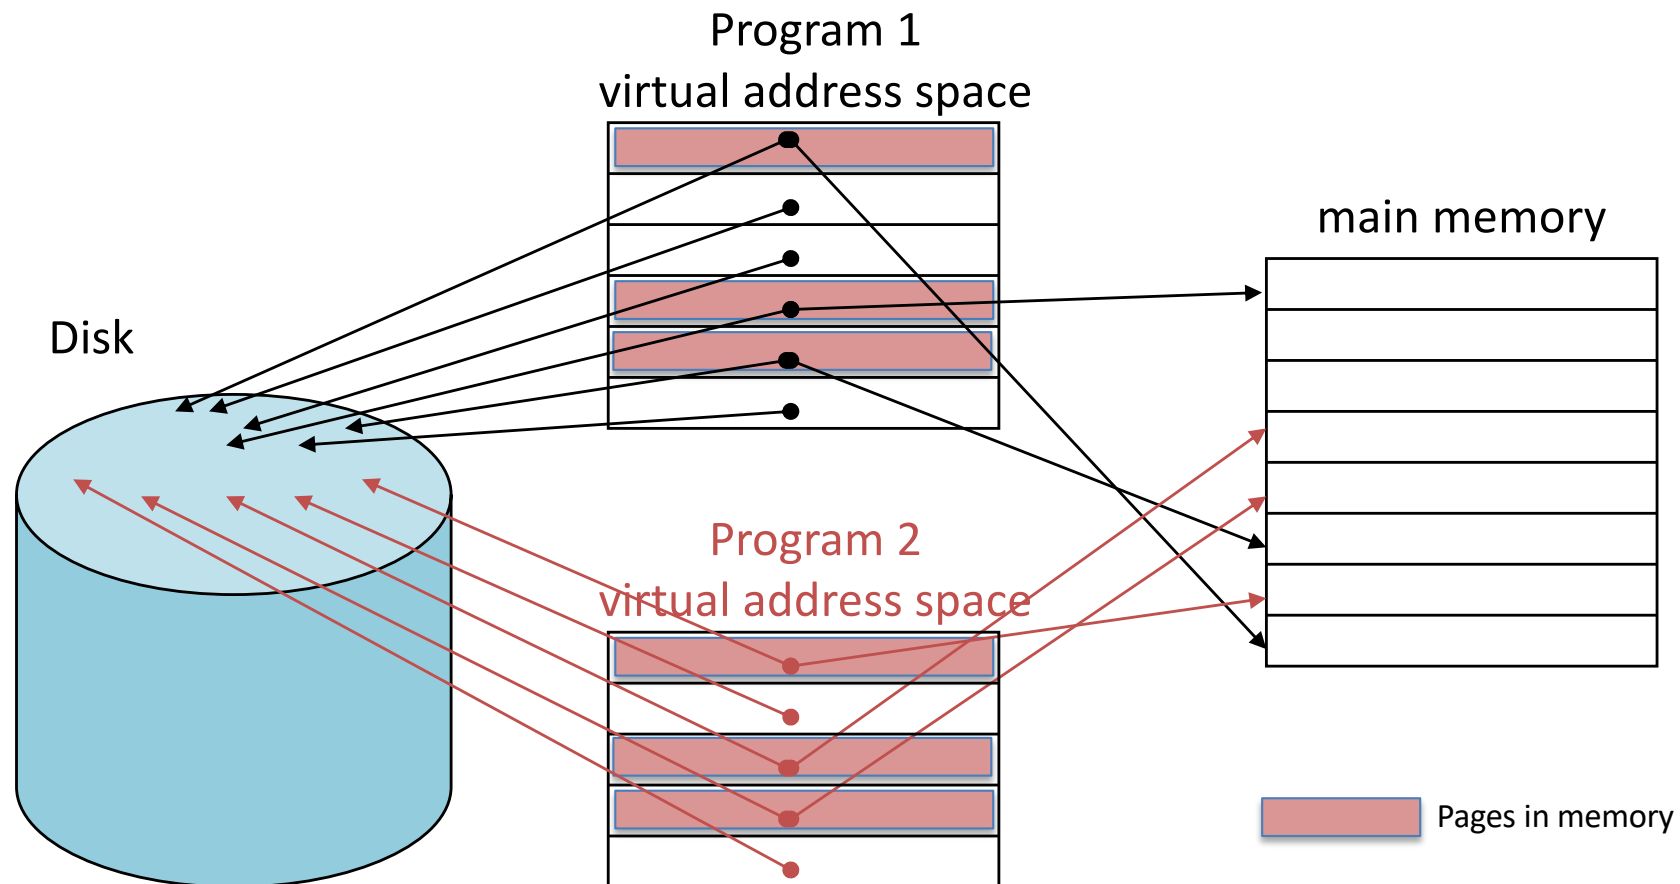 Program 1
virtual address space
main memory
Disk
Program 2
virtual address space
Pages in memory